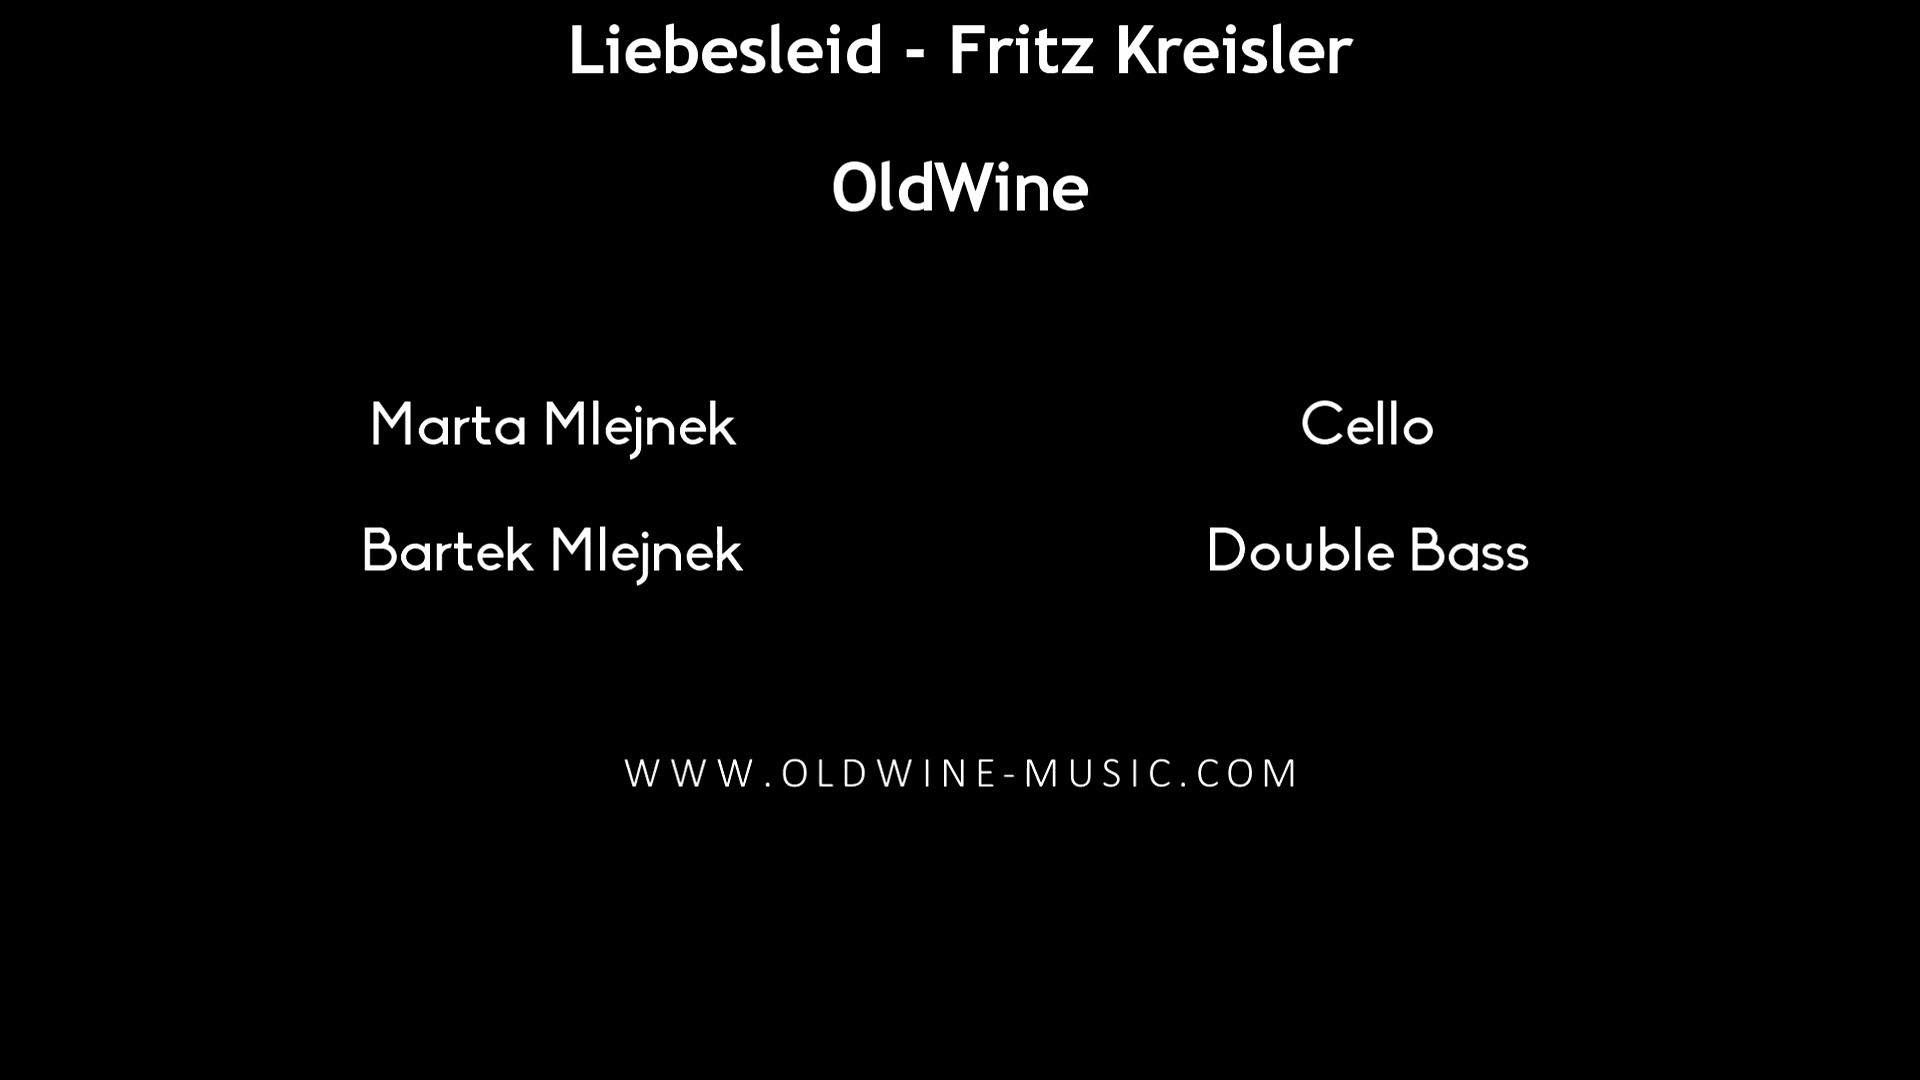 Liebesleid - Fritz Kreisler
OldWine
Marta Mlejnek Cello
Bartek Mlejnek Double Bass
WWW.OLDWINE-MUSIC.COM